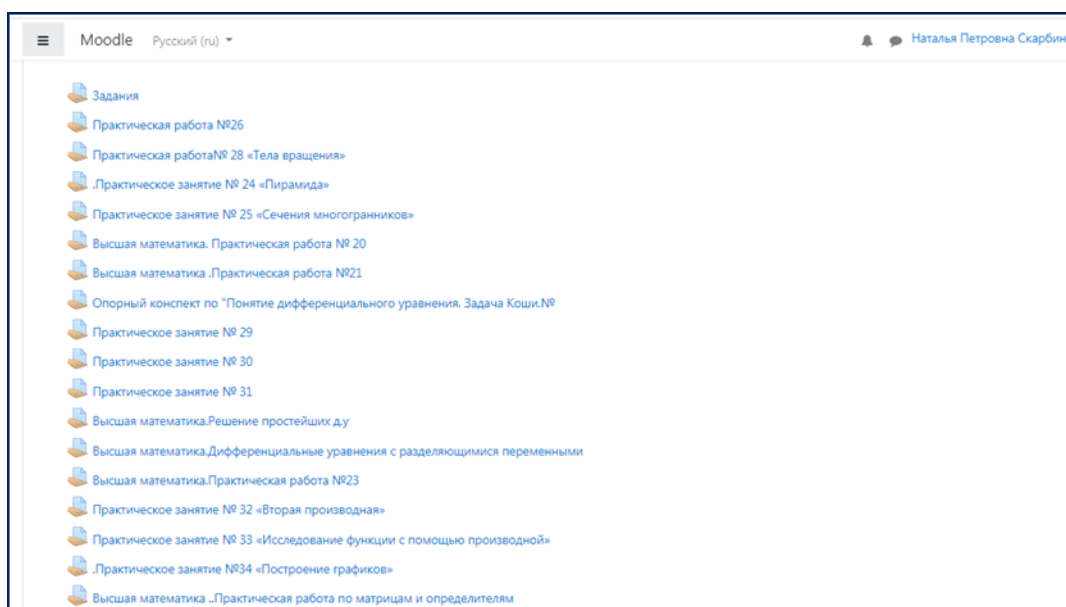 Moodle Русский (ru) Наталья Петровна Скарбин
Задания
Практическая работа №26
Практическая работа№ 28 «Тела вращения»
.Практическое занятие № 24 «Пирамида»
Практическое занятие № 25 «Сечения многогранников»
Высшая математика. Практическая работа № 20
Высшая математика .Практическая работа №21
Опорный конспект по "Понятие дифференциального уравнения. Задача Коши.№
Практическое занятие № 29
Практическое занятие № 30
Практическое занятие № 31
Высшая математика.Решение простейших д.у
Высшая математика.Дифференциальные уравнения с разделяющимися переменными
Высшая математика.Практическая работа №23
Практическое занятие № 32 «Вторая производная»
Практическое занятие № 33 «Исследование функции с помощью производной»
.Практическое занятие №34 «Построение графиков»
Высшая математика ..Практическая работа по матрицам и определителям